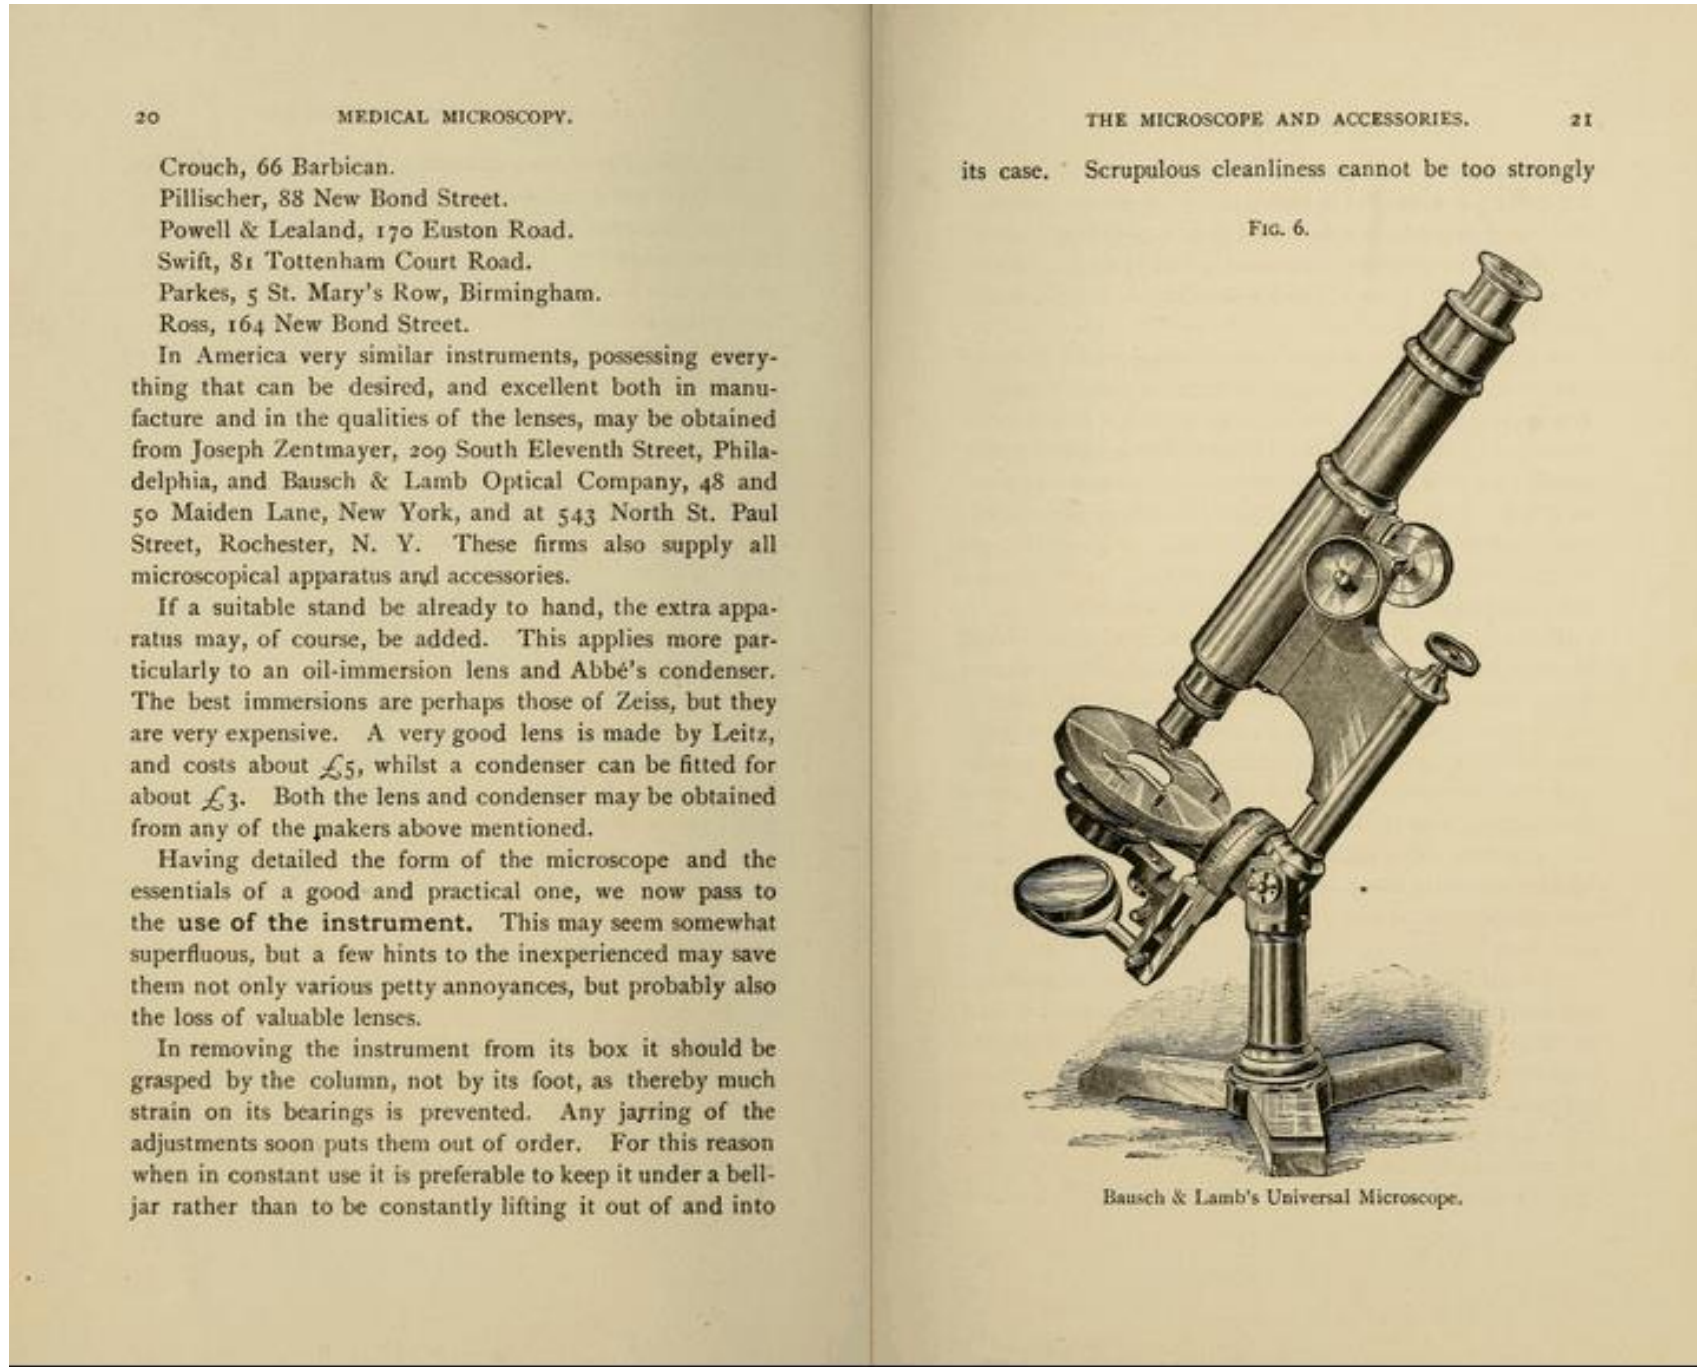 20 MEDICAL MICROSCOPY.
Crouch, 66 Barbican.
Pillischer, 88 New Bond Street.
Powell & Lealand, 170 Euston Road.
Swift, 81 Tottenham Court Road.
Parkes, 5 St. Mary's Row, Birmingham.
Ross, 164 New Bond Street.
In America very similar instruments, possessing every-
thing that can be desired, and excellent both in manu-
facture and in the qualities of the lenses, may be obtained
from Joseph Zentmayer, 209 South Eleventh Street, Phila-
delphia, and Bausch & Lamb Optical Company, 48 and
50 Maiden Lane, New York, and at 543 North St. Paul
Street, Rochester, N. Y. These firms also supply all
microscopical apparatus and accessories.
If a suitable stand be already to hand, the extra appa-
ratus may, of course, be added. This applies more par-
ticularly to an oil-immersion lens and Abbé's condenser.
The best immersions are perhaps those of Zeiss, but they
are very expensive. A very good lens is made by Leitz,
and costs about £5, whilst a condenser can be fitted for
about £3. Both the lens and condenser may be obtained
from any of the makers above mentioned.
Having detailed the form of the microscope and the
essentials of a good and practical one, we now pass to
the use of the instrument. This may seem somewhat
superfluous, but a few hints to the inexperienced may save
them not only various petty annoyances, but probably also
the loss of valuable lenses.
In removing the instrument from its box it should be
grasped by the column, not by its foot, as thereby much
strain on its bearings is prevented. Any jarring of the
adjustments soon puts them out of order. For this reason
when in constant use it is preferable to keep it under a bell-
jar rather than to be constantly lifting it out of and into
THE MICROSCOPE AND ACCESSORIES. 21
its case. Scrupulous cleanliness cannot be too strongly
FIG. 6.
Bausch & Lamb's Universal Microscope.